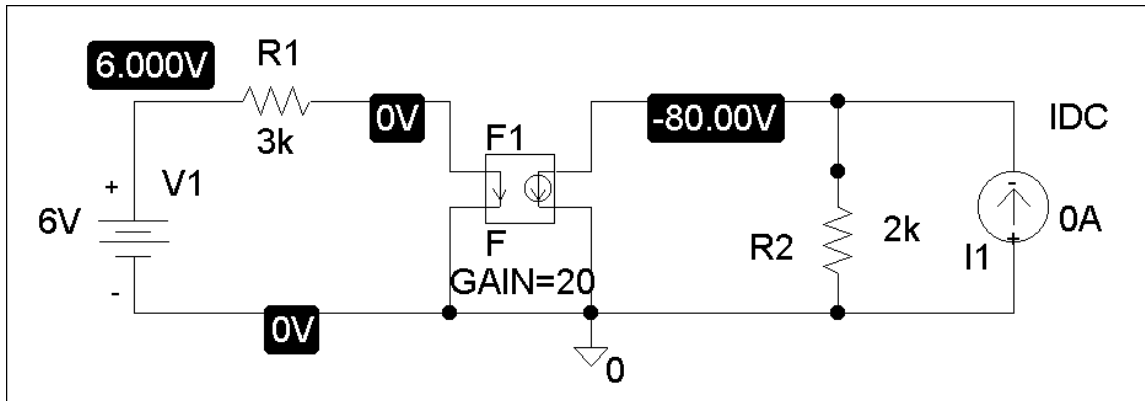 6.000V
R1
3k
0V
F1
-80.00V
IDC
+
V1
6V
-
F
GAIN=20
0V
0
R2
2k
-
+
0A
I1